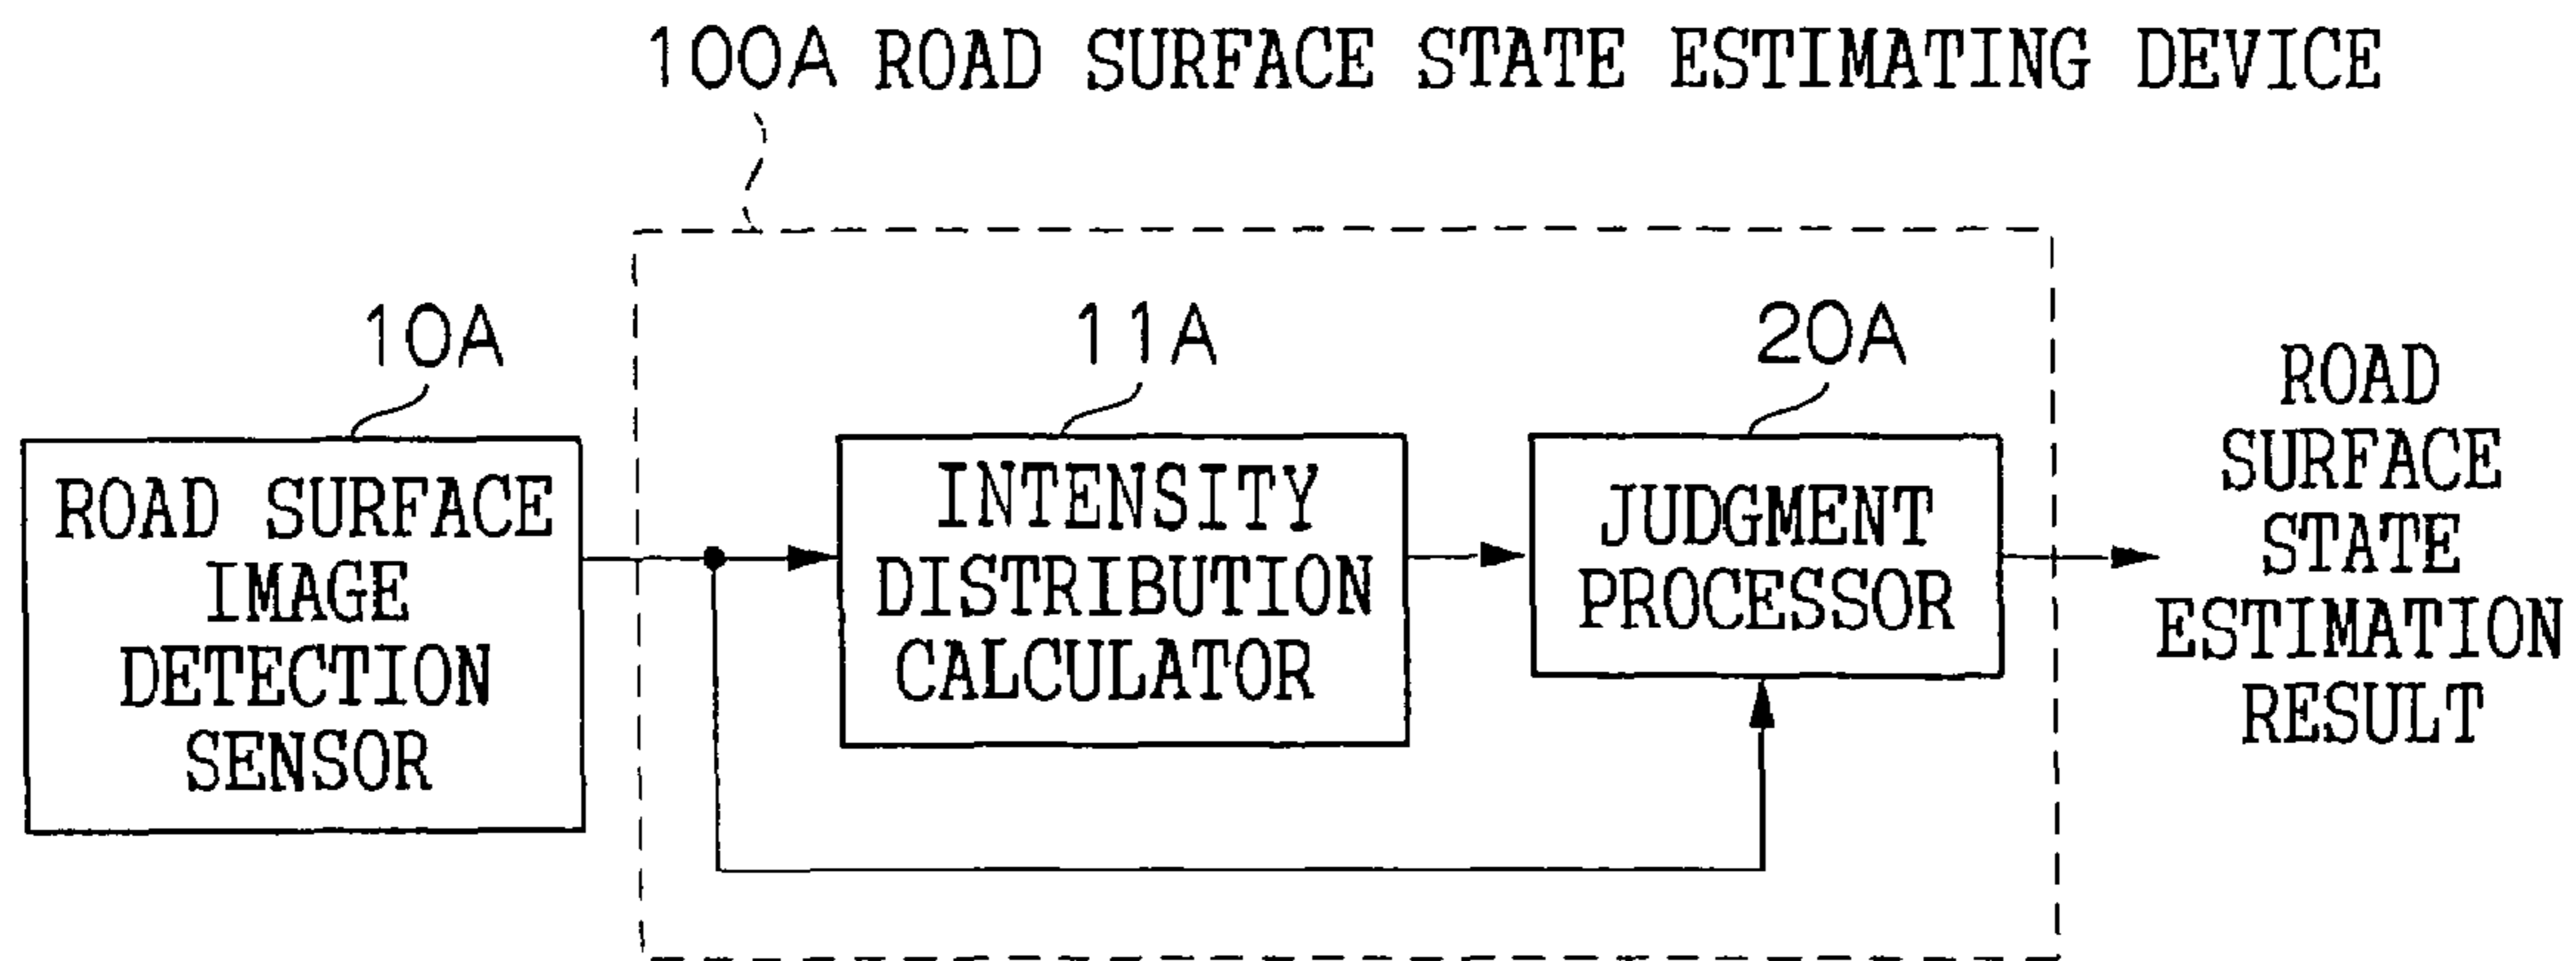 100A ROAD SURFACE STATE ESTIMATING DEVICE
10A
ROAD SURFACE
IMAGE
DETECTION
SENSOR
11A
INTENSITY
DISTRIBUTION
CALCULATOR
20A
JUDGMENT
PROCESSOR
ROAD
SURFACE
STATE
ESTIMATION
RESULT